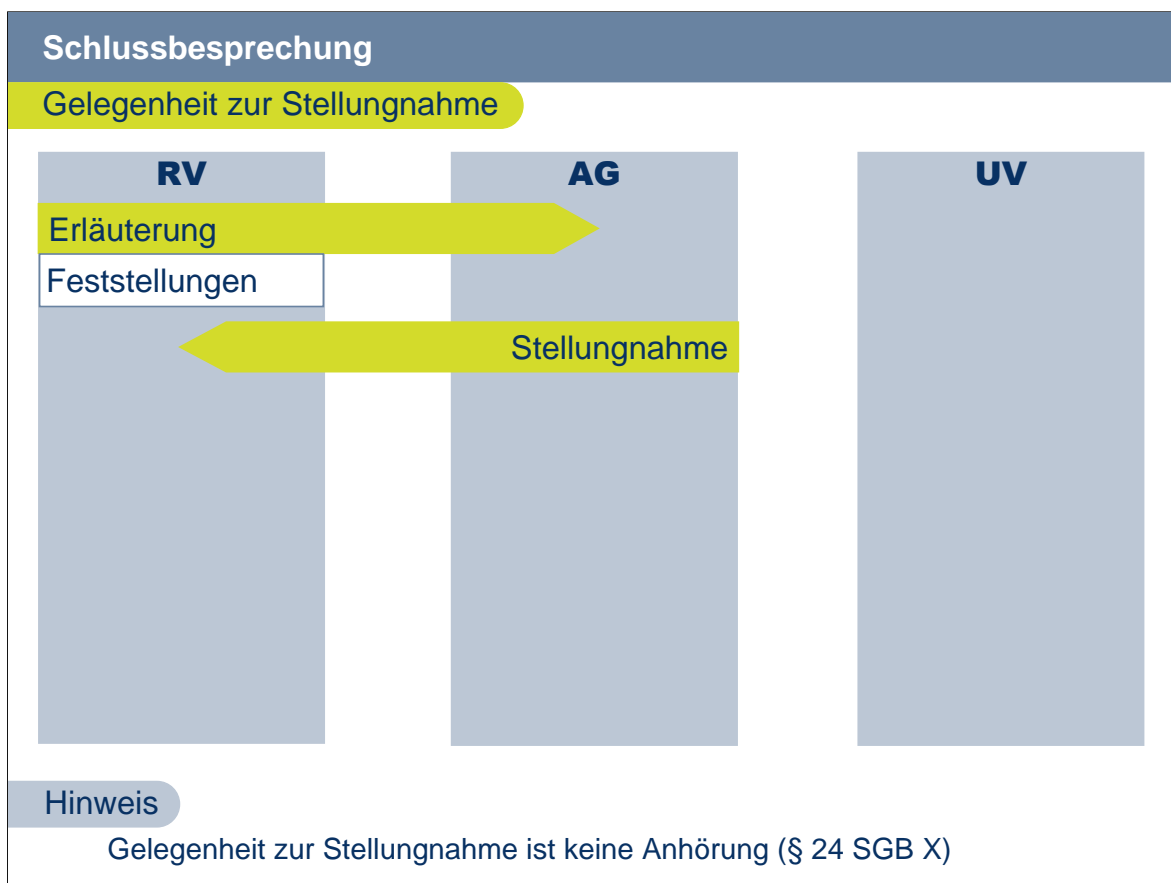 Schlussbesprechung
Gelegenheit zur Stellungnahme
RV
AG
UV
Erläuterung
Feststellungen
Stellungnahme
Hinweis
Gelegenheit zur Stellungnahme ist keine Anhörung (§ 24 SGB X)